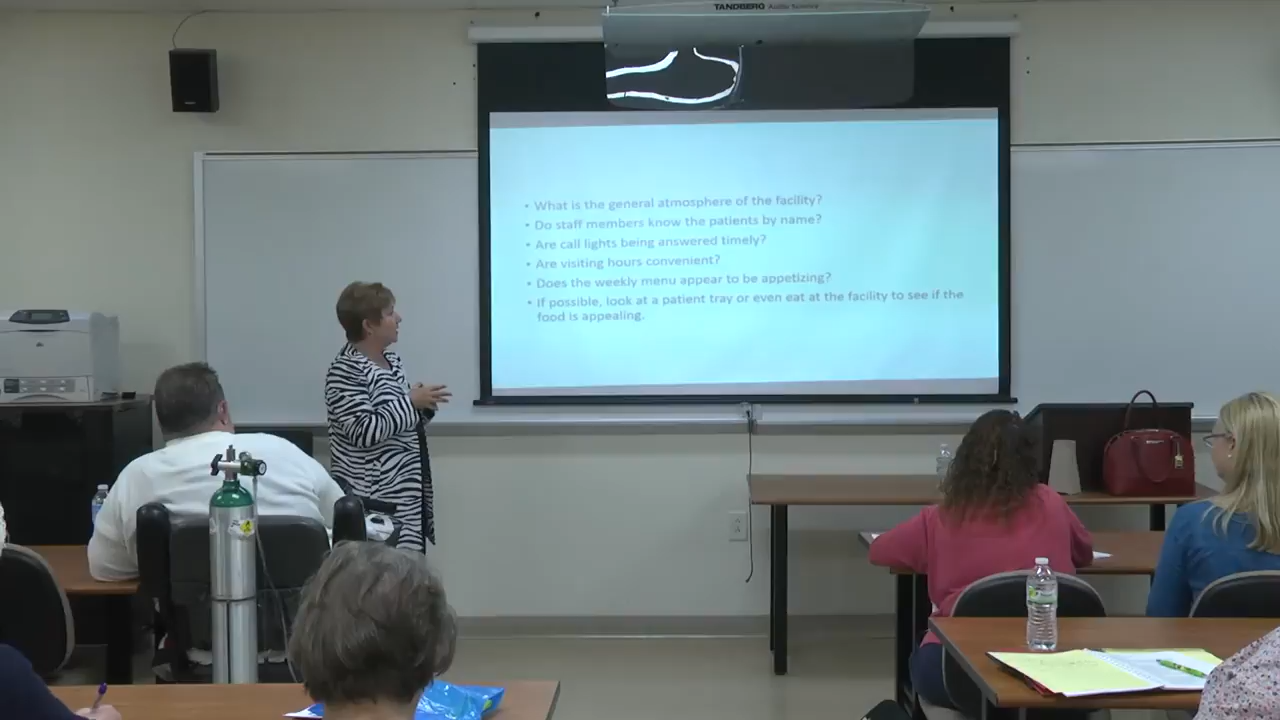 TANDBERG
• What is the general atmosphere of the facility?
• Do staff members know the patients by name?
• Are call lights being answered timely?
• Are visiting hours convenient?
• Does the weekly menu appear to be appetizing?
• If possible, look at a patient tray or even eat at the facility to see if the
food is appealing.